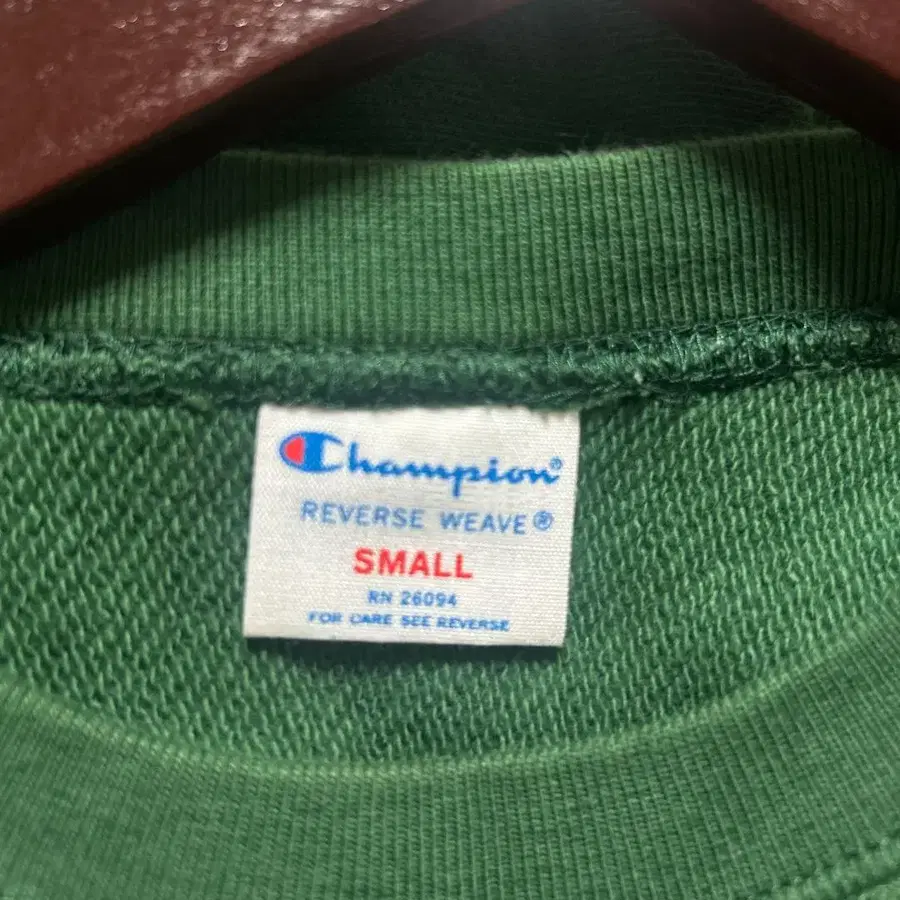 Champion®
REVERSE WEAVE®
SMALL
RN 26094
FOR CARE SEE REVERSE